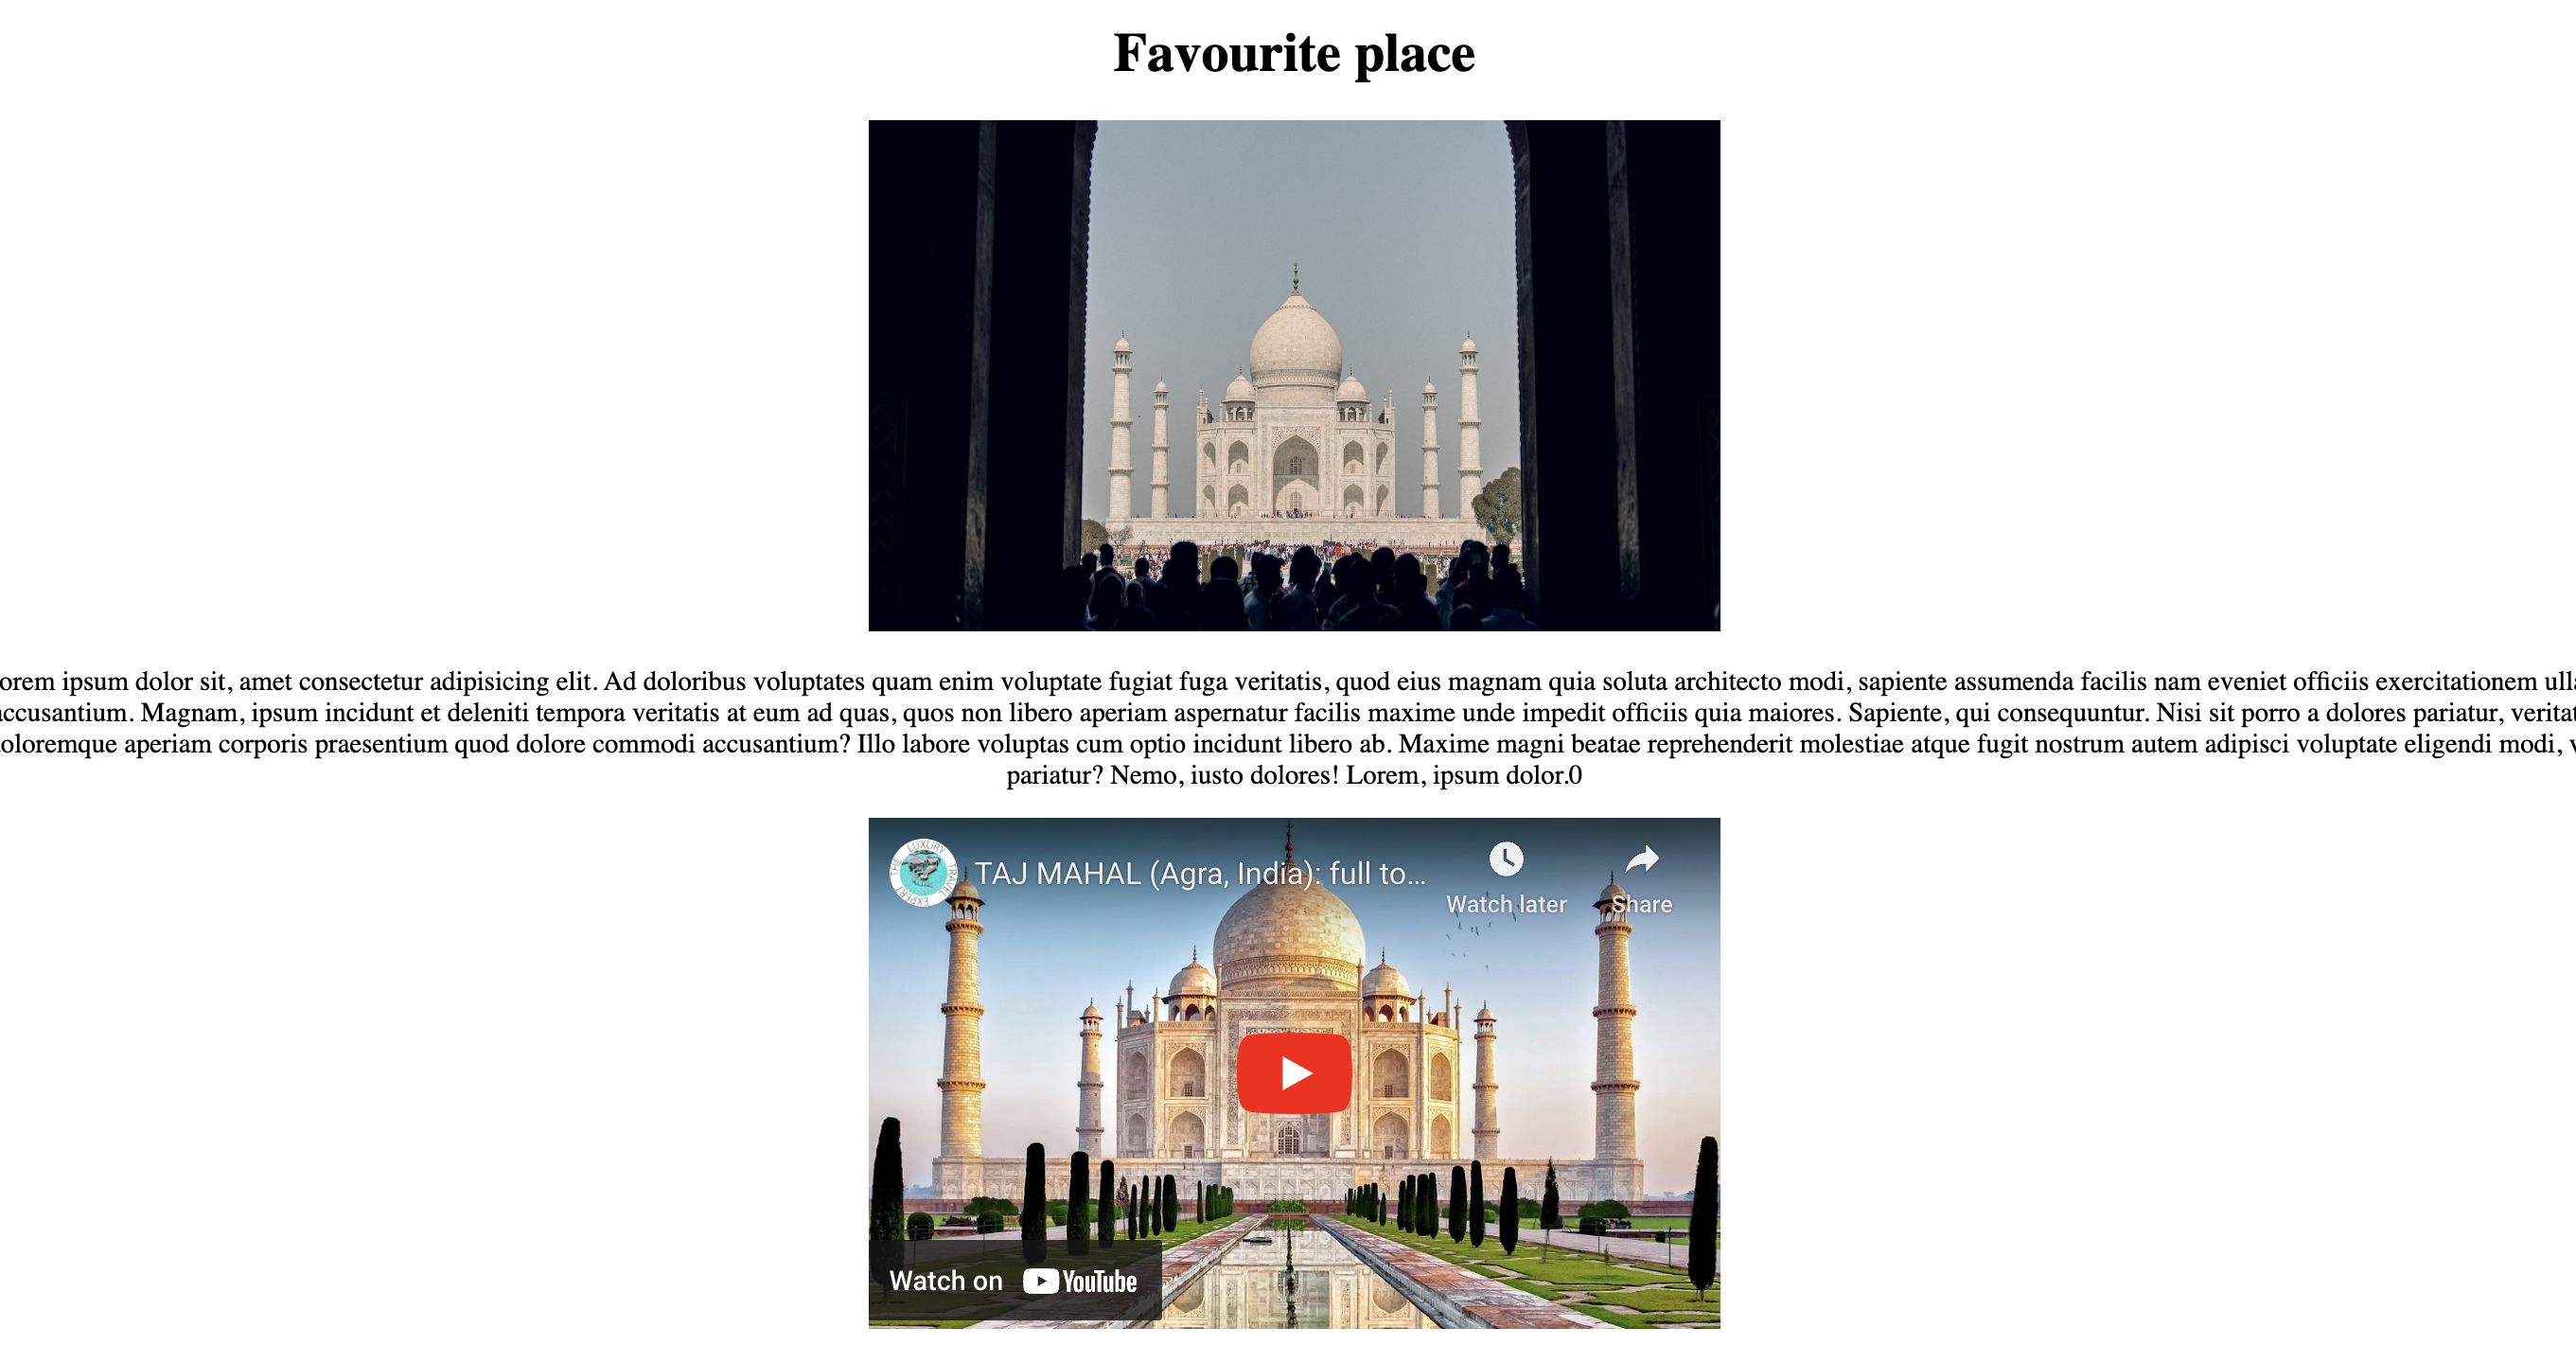 Favourite place
orem ipsum dolor sit, amet consectetur adipisicing elit. Ad doloribus voluptates quam enim voluptate fugiat fuga veritatis, quod eius magnam quia soluta architecto modi, sapiente assumenda facilis nam eveniet officiis exercitationem ulla
accusantium. Magnam, ipsum incidunt et deleniti tempora veritatis at eum ad quas, quos non libero aperiam aspernatur facilis maxime unde impedit officiis quia maiores. Sapiente, qui consequuntur. Nisi sit porro a dolores pariatur, veritat
oloremque aperiam corporis praesentium quod dolore commodi accusantium? Illo labore voluptas cum optio incidunt libero ab. Maxime magni beatae reprehenderit molestiae atque fugit nostrum autem adipisci voluptate eligendi modi, v
pariatur? Nemo, iusto dolores! Lorem, ipsum dolor.0
THE LUXURY TRAVEL EXPERT
TAJ MAHAL (Agra, India): full to...
Watch later
Share
Watch on YouTube